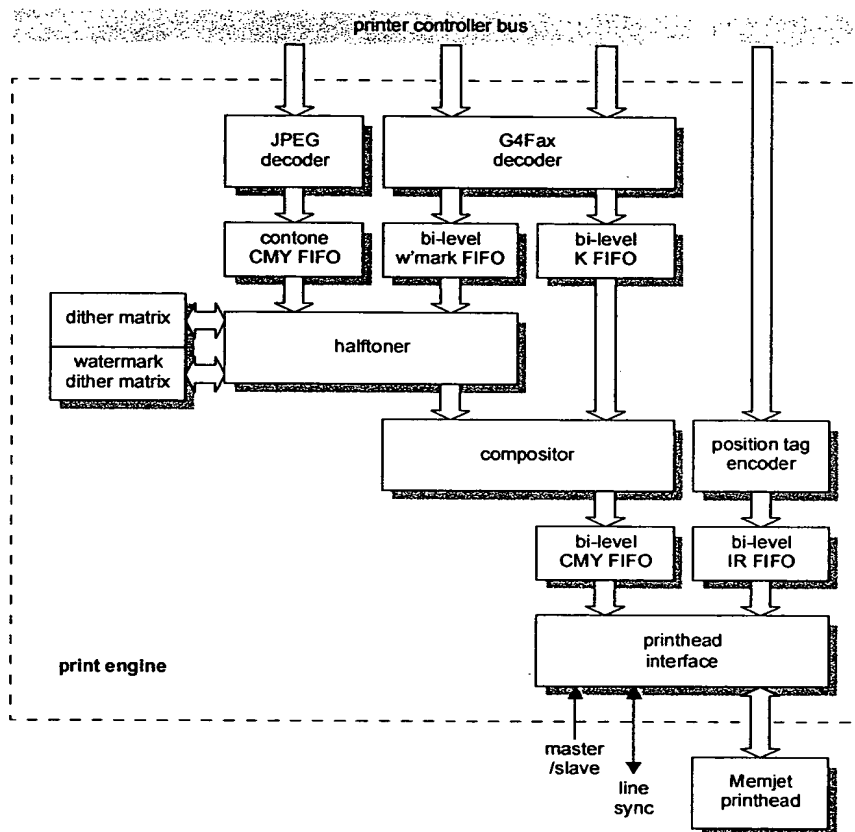 printer controller bus
JPEG
decoder
G4Fax
decoder
contone
CMY FIFO
bi-level
w'mark FIFO
bi-level
K FIFO
dither matrix
watermark
dither matrix
halftoner
compositor
position tag
encoder
bi-level
CMY FIFO
bi-level
IR FIFO
print engine
printhead
interface
master
/slave
line
sync
Memjet
printhead